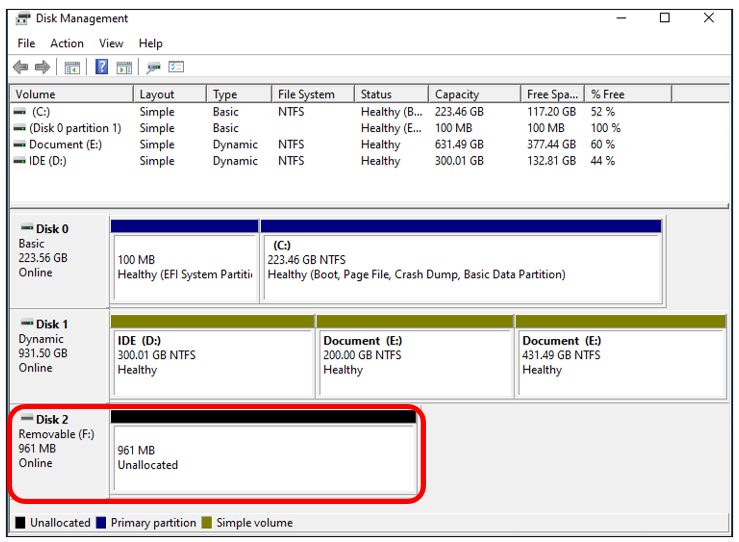 Disk Management
File Action View Help
Volume Layout Type File System Status Capacity Free Spa... % Free
(C:) Simple Basic NTFS Healthy (B... 223.46 GB 117.20 GB 52 %
(Disk 0 partition 1) Simple Basic Healthy (E... 100 MB 100 MB 100 %
Document (E:) Simple Dynamic NTFS Healthy 631.49 GB 377.44 GB 60 %
IDE (D:) Simple Dynamic NTFS Healthy 300.01 GB 132.81 GB 44 %
Disk 0
Basic
223.56 GB
Online
100 MB
Healthy (EFI System Partiti
(C:)
223.46 GB NTFS
Healthy (Boot, Page File, Crash Dump, Basic Data Partition)
Disk 1
Dynamic
931.50 GB
Online
IDE (D:)
300.01 GB NTFS
Healthy
Document (E:)
200.00 GB NTFS
Healthy
Document (E:)
431.49 GB NTFS
Healthy
Disk 2
Removable (F:)
961 MB
Online
961 MB
Unallocated
Unallocated Primary partition Simple volume